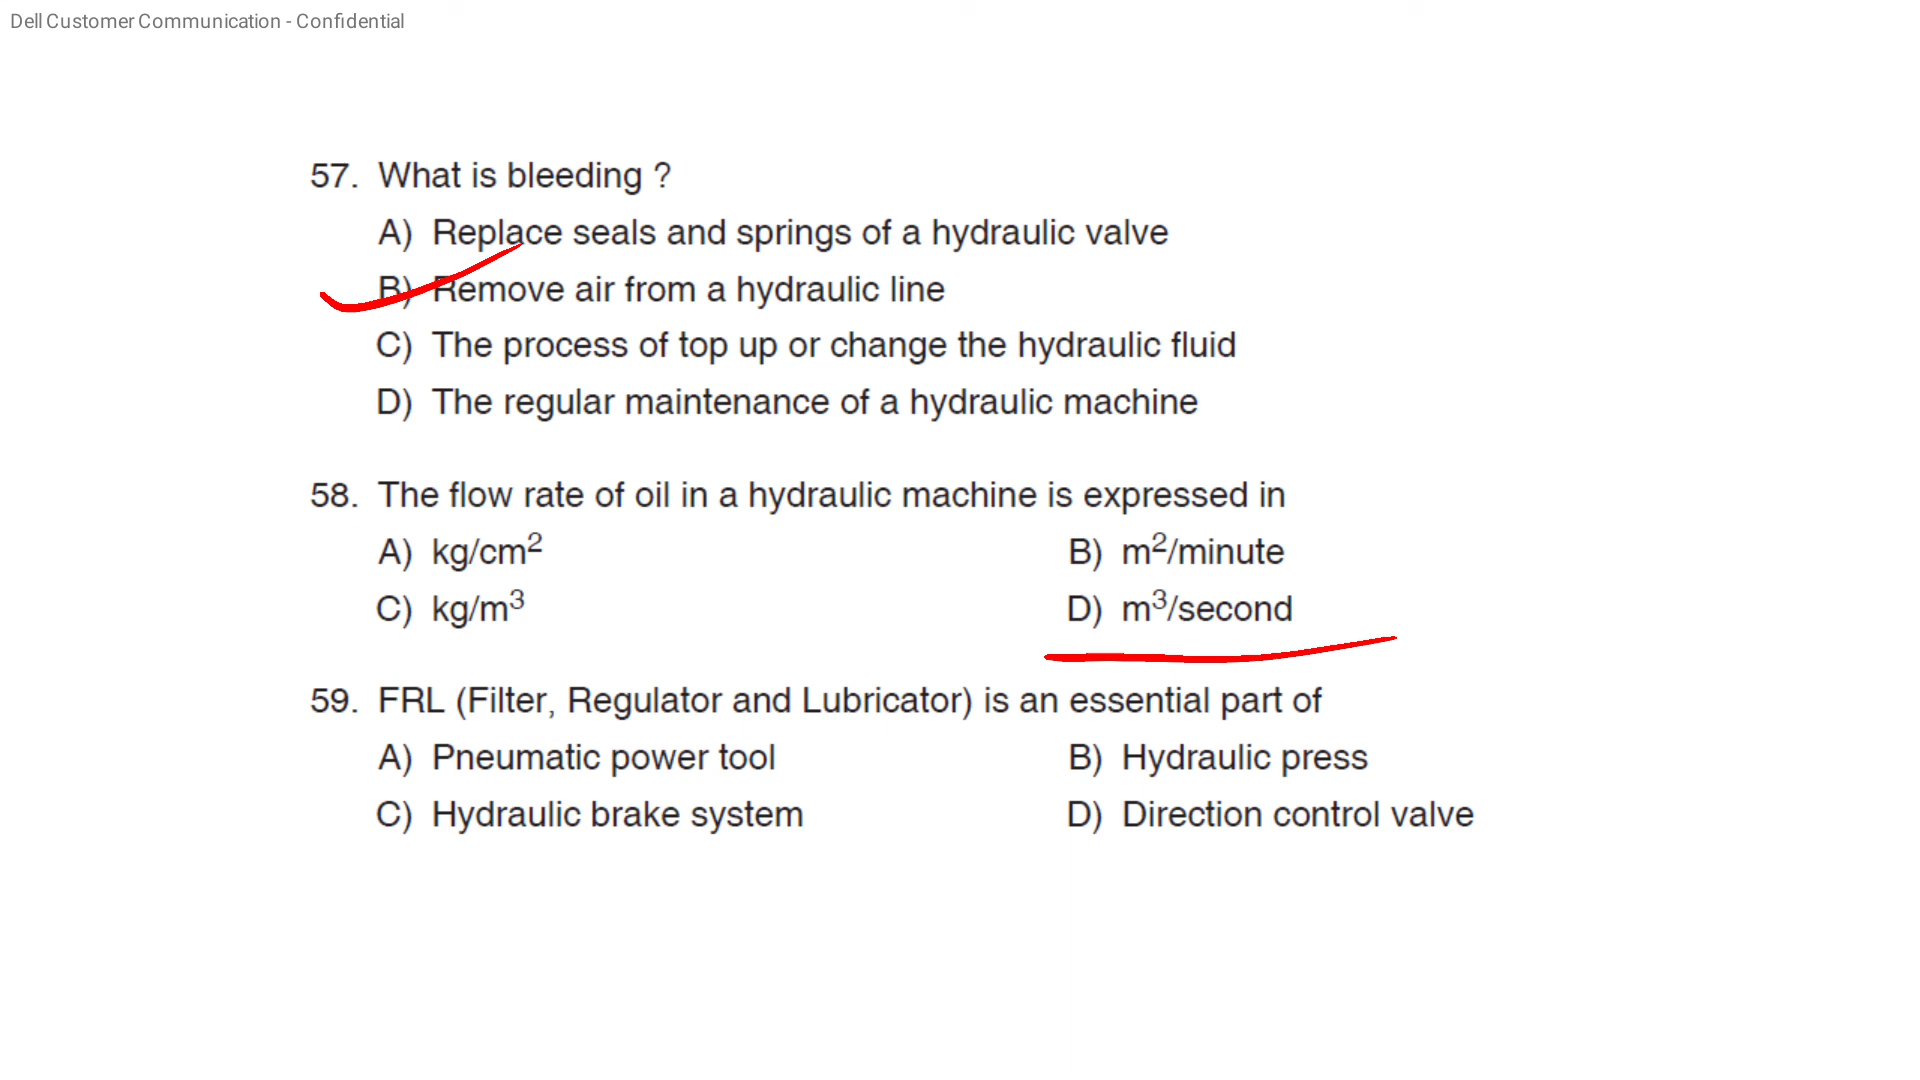 Dell Customer Communication - Confidential
57. What is bleeding ?
A) Replace seals and springs of a hydraulic valve
B) Remove air from a hydraulic line
C) The process of top up or change the hydraulic fluid
D) The regular maintenance of a hydraulic machine
58. The flow rate of oil in a hydraulic machine is expressed in
A) kg/cm² B) m²/minute
C) kg/m³ D) m³/second
59. FRL (Filter, Regulator and Lubricator) is an essential part of
A) Pneumatic power tool B) Hydraulic press
C) Hydraulic brake system D) Direction control valve